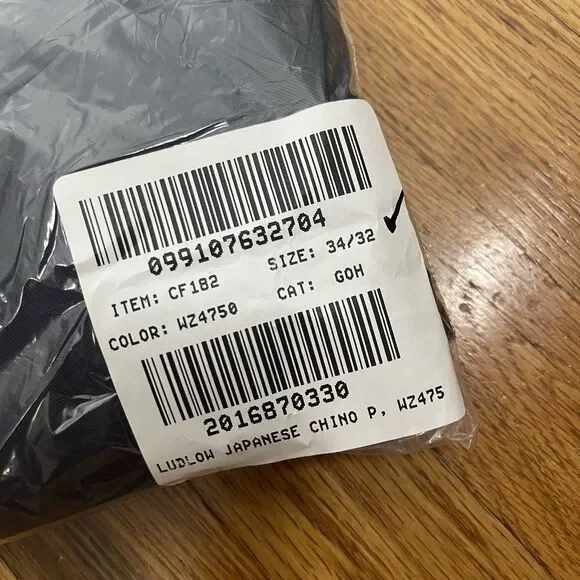 099107632704
ITEM: CF182 SIZE: 34/32
COLOR: WZ4750 CAT: GOH
2016870330
LUDLOW JAPANESE CHINO P, WZ475